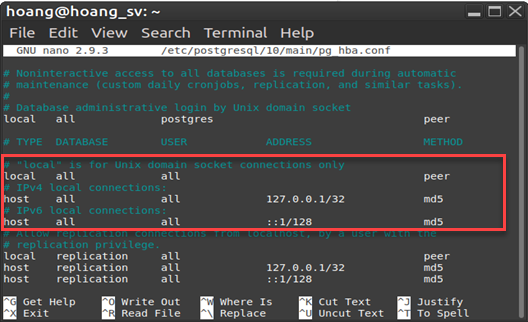 hoang@hoang_sv: ~
File Edit View Search Terminal Help
GNU nano 2.9.3 /etc/postgresql/10/main/pg_hba.conf
# Noninteractive access to all databases is required during automatic
# maintenance (custom daily cronjobs, replication, and similar tasks).
#
# Database administrative login by Unix domain socket
local all postgres peer
# TYPE DATABASE USER ADDRESS METHOD
# "local" is for Unix domain socket connections only
local all all peer
# IPv4 local connections:
host all all 127.0.0.1/32 md5
# IPv6 local connections:
host all all ::1/128 md5
# Allow replication connections from localhost, by a user with the
# replication privilege.
local replication all peer
host replication all 127.0.0.1/32 md5
host replication all ::1/128 md5
^G Get Help ^O Write Out ^W Where Is ^K Cut Text ^J Justify
^X Exit ^R Read File ^\ Replace ^U Uncut Text ^T To Spell